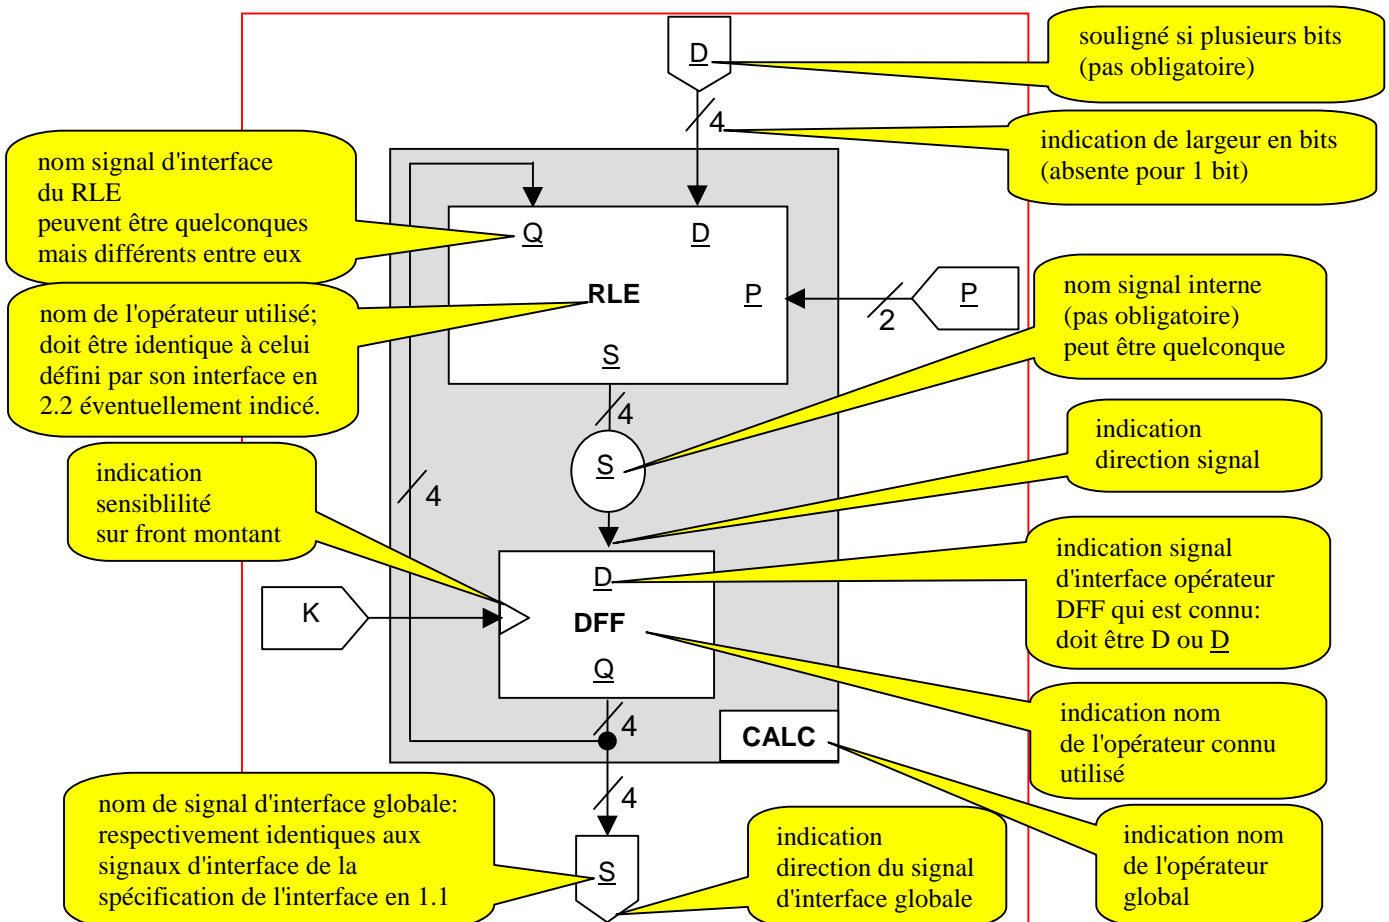 D
souligné si plusieurs bits
(pas obligatoire)
4
indication de largeur en bits
(absente pour 1 bit)
nom signal d'interface
du RLE
peuvent être quelconques
mais différents entre eux
Q
D
nom de l'opérateur utilisé;
doit être identique à celui
défini par son interface en
2.2 éventuellement indicé.
RLE
P
2
P
nom signal interne
(pas obligatoire)
peut être quelconque
S
4
S
indication
direction signal
indication
sensiblilité
sur front montant
4
K
D
DFF
Q
indication signal
d'interface opérateur
DFF qui est connu:
doit être D ou D
4
CALC
indication nom
de l'opérateur connu
utilisé
nom de signal d'interface globale:
respectivement identiques aux
signaux d'interface de la
spécification de l'interface en 1.1
4
S
indication
direction du signal
d'interface globale
indication nom
de l'opérateur
global